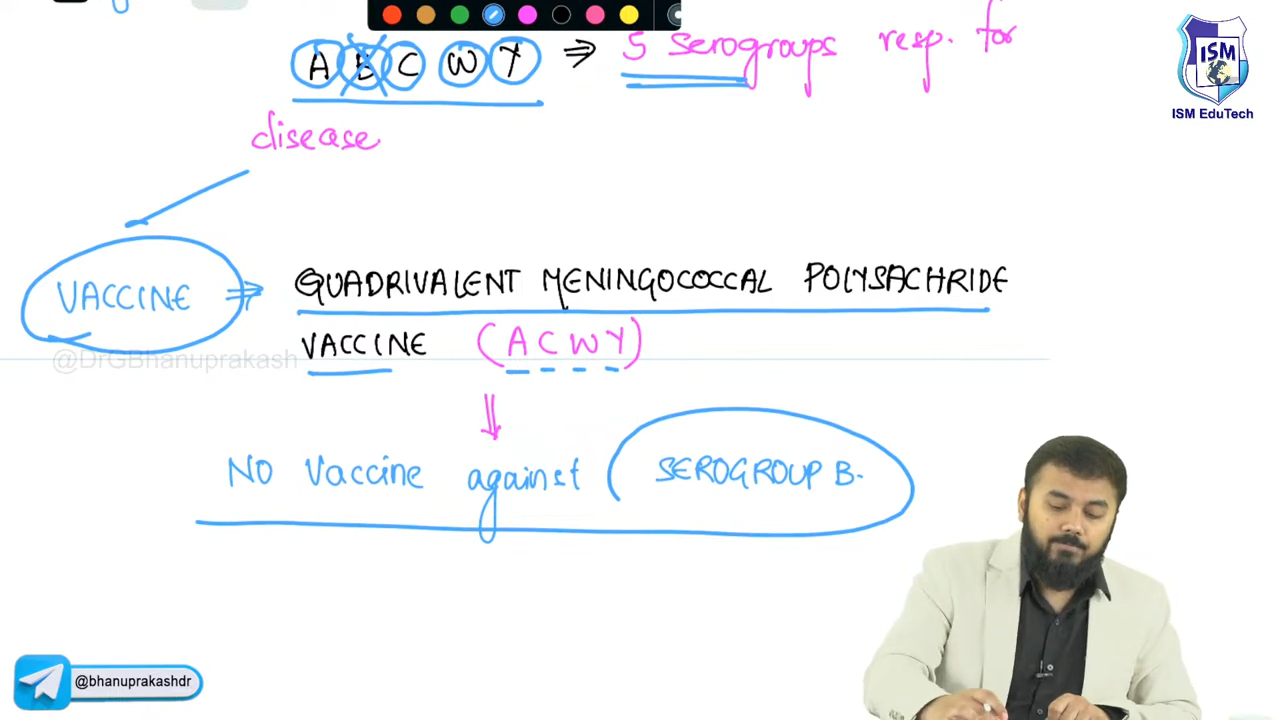 ISM
ISM EduTech
A B C W Y ⇒ 5 serogroups resp. for
disease
VACCINE ⇒ QUADRIVALENT MENINGOCOCCAL POLYSACHRIDE
VACCINE (A C W Y)
@DrGBhanuprakash
⇓
No Vaccine against SEROGROUP B.
@bhanuprakashdr